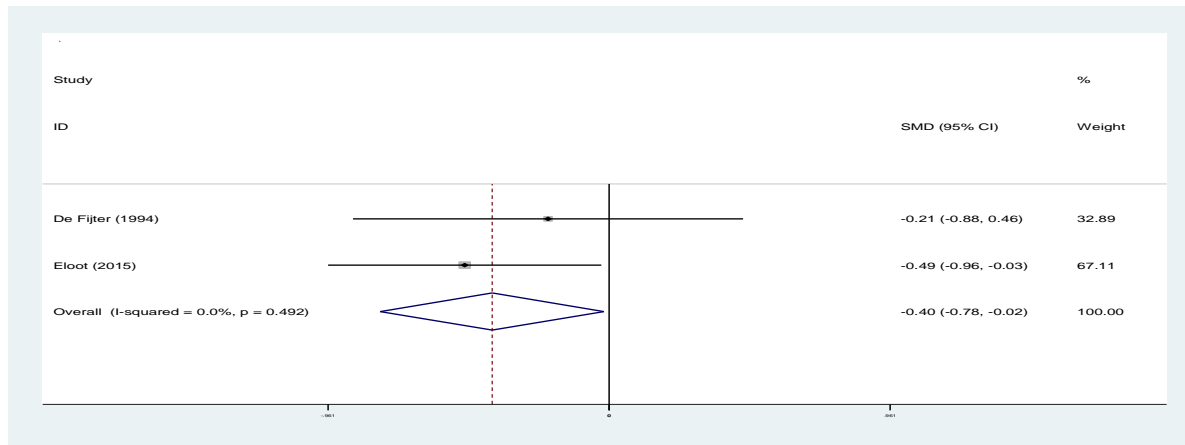 Study %
ID SMD (95% CI) Weight
De Fijter (1994) -0.21 (-0.88, 0.46) 32.89
Eloot (2015) -0.49 (-0.96, -0.03) 67.11
Overall (I-squared = 0.0%, p = 0.492) -0.40 (-0.78, -0.02) 100.00
-.961 0 .961